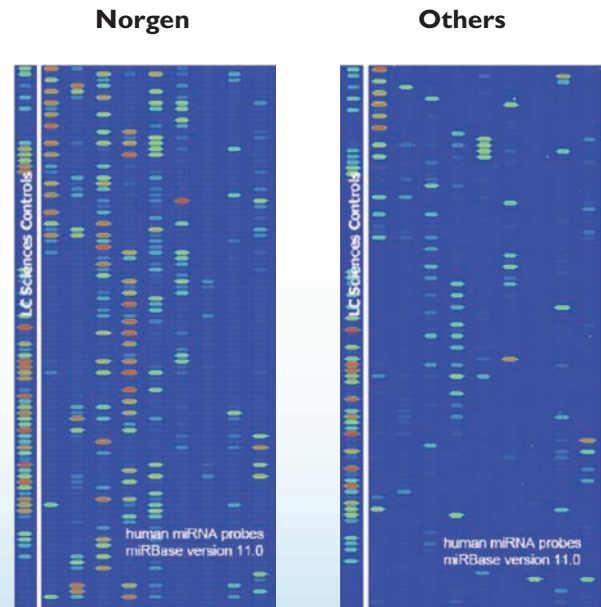 Norgen
Others
LC Sciences Controls
human miRNA probes
miRBase version 11.0
LC Sciences Controls
human miRNA probes
miRBase version 11.0